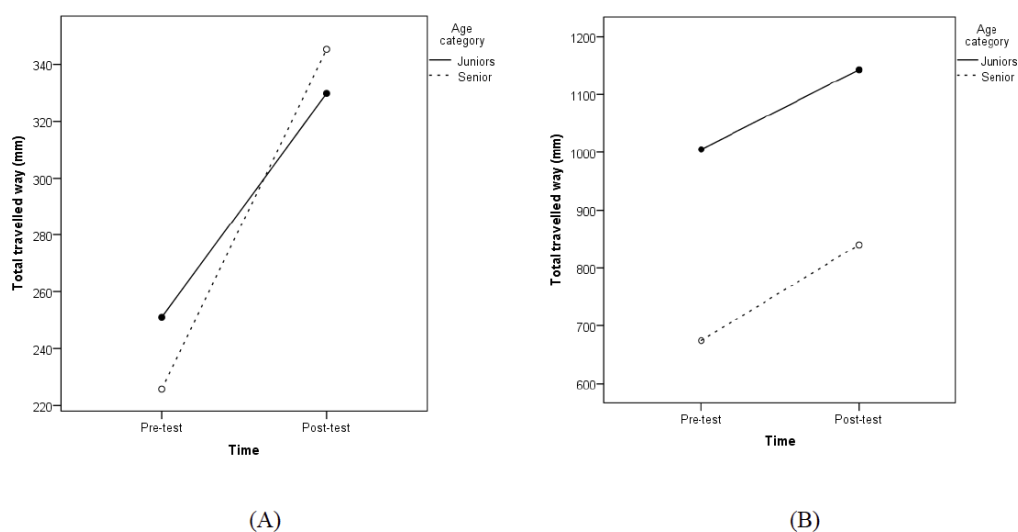 Age
category
Juriors
Senior
340
320
300
280
260
240
220
Total travelled way (mm)
Pre-test
Post-test
Time
(A)
Age
category
Juniors
Senior
1200
1100
1000
900
800
700
600
Total travelled way (mm)
Pre-test
Post-test
Time
(B)